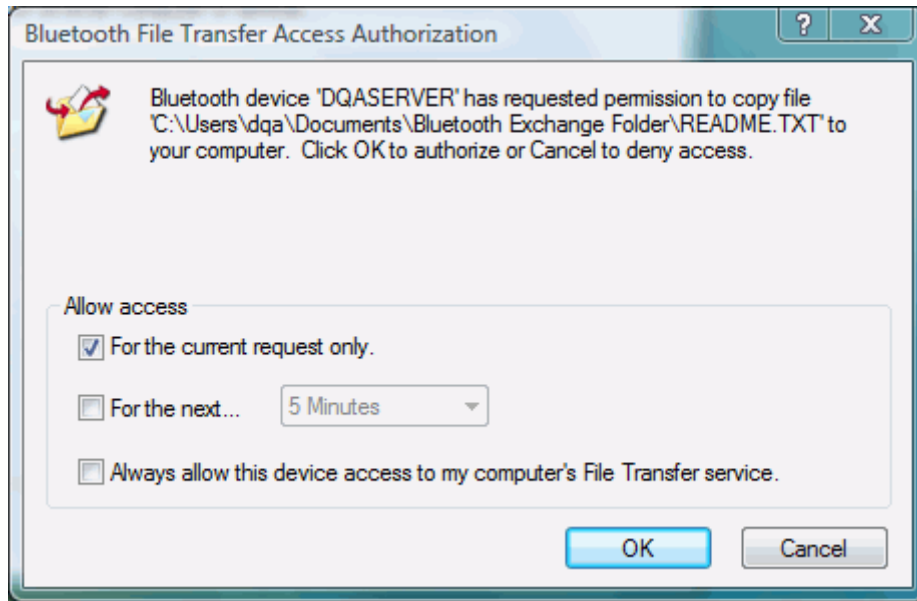 Bluetooth File Transfer Access Authorization
Bluetooth device 'DQASERVER' has requested permission to copy file
'C:\Users\dqa\Documents\Bluetooth Exchange Folder\README.TXT' to
your computer.  Click OK to authorize or Cancel to deny access.
Allow access
For the current request only.
For the next...
5 Minutes
Always allow this device access to my computer's File Transfer service.
OK
Cancel